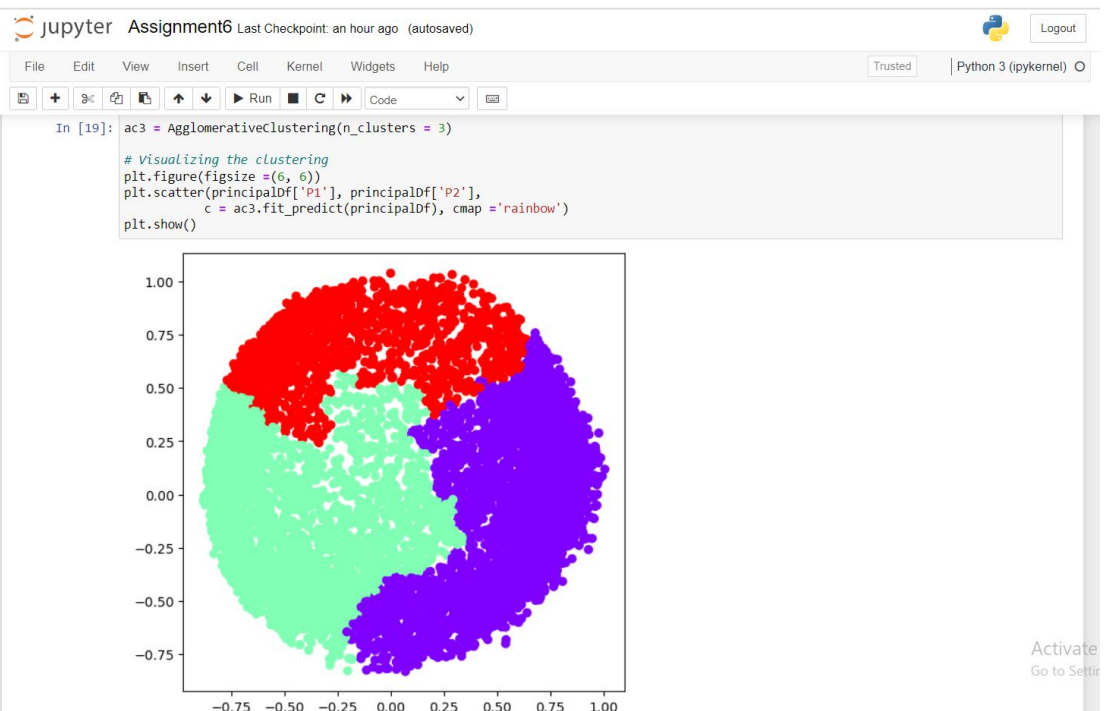 jupyter Assignment6 Last Checkpoint: an hour ago (autosaved)
Logout
File Edit View Insert Cell Kernel Widgets Help
Trusted
Python 3 (ipykernel)
Run
Code
In [19]: ac3 = AgglomerativeClustering(n_clusters = 3)
# Visualizing the clustering
plt.figure(figsize =(6, 6))
plt.scatter(principalDf['P1'], principalDf['P2'],
c = ac3.fit_predict(principalDf), cmap ='rainbow')
plt.show()
1.00
0.75
0.50
0.25
0.00
−0.25
−0.50
−0.75
−0.75 −0.50 −0.25 0.00 0.25 0.50 0.75 1.00
Activate
Go to Settin